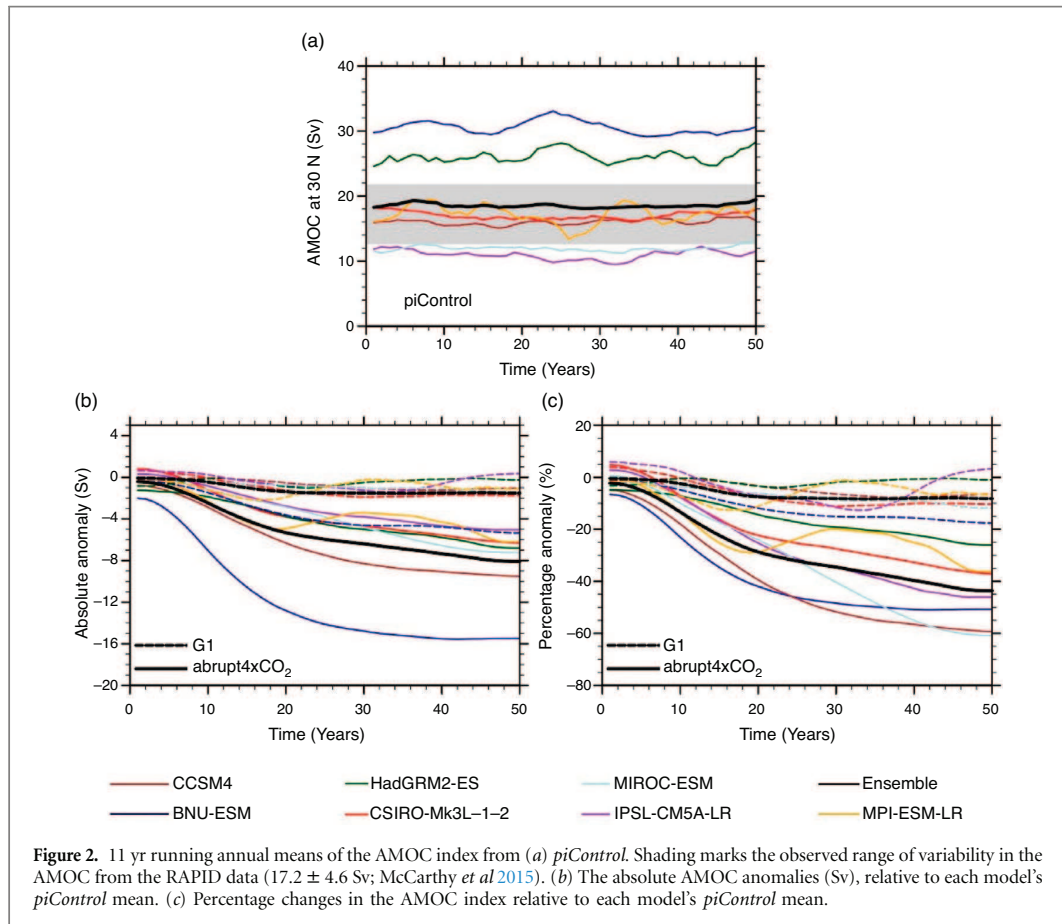 (a)
40
30
20
10
0
AMOC at 30 N (Sv)
piControl
0 10 20 30 40 50
Time (Years)
(b)
4
0
−4
−8
−12
−16
−20
Absolute anomaly (Sv)
G1
abrupt4xCO2
0 10 20 30 40 50
Time (Years)
(c)
20
0
−20
−40
−60
−80
Percentage anomaly (%)
G1
abrupt4xCO2
0 10 20 30 40 50
Time (Years)
CCSM4 HadGRM2-ES MIROC-ESM Ensemble
BNU-ESM CSIRO-Mk3L−1−2 IPSL-CM5A-LR MPI-ESM-LR
Figure 2. 11 yr running annual means of the AMOC index from (a) piControl. Shading marks the observed range of variability in the
AMOC from the RAPID data (17.2 ± 4.6 Sv; McCarthy et al 2015). (b) The absolute AMOC anomalies (Sv), relative to each model's
piControl mean. (c) Percentage changes in the AMOC index relative to each model's piControl mean.